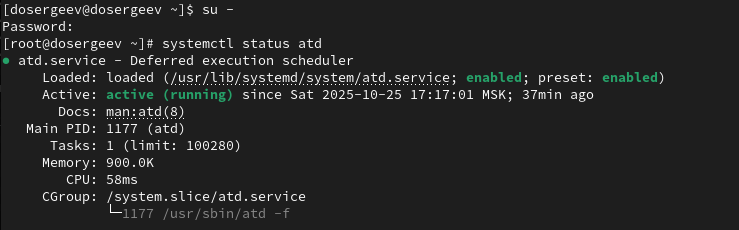 [dosergeev@dosergeev ~]$ su -
Password:
[root@dosergeev ~]# systemctl status atd
● atd.service - Deferred execution scheduler
     Loaded: loaded (/usr/lib/systemd/system/atd.service; enabled; preset: enabled)
     Active: active (running) since Sat 2025-10-25 17:17:01 MSK; 37min ago
       Docs: man:atd(8)
   Main PID: 1177 (atd)
      Tasks: 1 (limit: 100280)
     Memory: 900.0K
        CPU: 58ms
     CGroup: /system.slice/atd.service
             └─1177 /usr/sbin/atd -f